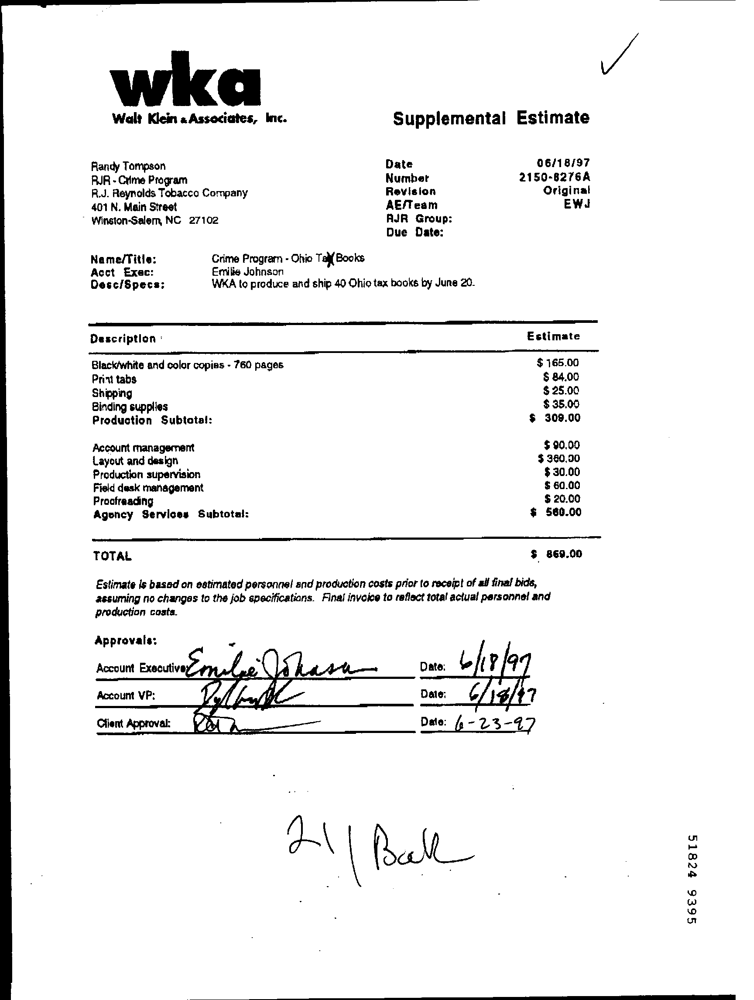 wka
Walt Klein & Associates, Inc.
Supplemental Estimate
Randy Tompson
RJR - Crime Program
R.J. Reynolds Tobacco Company
401 N. Main Street
Winston-Salem, NC 27102
Date 06/18/97
Number 2150-8276A
Revision Original
AE/Team EWJ
RJR Group:
Due Date:
Name/Title: Crime Program - Ohio Tax Books
Acct Exec: Emilie Johnson
Desc/Specs: WKA to produce and ship 40 Ohio tax books by June 20.
Description Estimate
Black/white and color copies - 760 pages $ 165.00
Print tabs $ 84.00
Shipping $ 25.00
Binding supplies $ 35.00
Production Subtotal: $ 309.00
Account management $ 90.00
Layout and design $ 360.00
Production supervision $ 30.00
Field desk management $ 60.00
Proofreading $ 20.00
Agency Services Subtotal: $ 560.00
TOTAL $ 869.00
Estimate is based on estimated personnel and production costs prior to receipt of all final bids,
assuming no changes to the job specifications. Final invoice to reflect total actual personnel and
production costs.
Approvals:
Account Executive: Emilie Johnson Date: 6/18/97
Account VP: Date: 6/18/97
Client Approval: Date: 6-23-97
21/Book
51824 9395